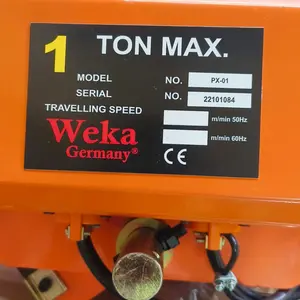 1 TON MAX.
MODEL NO. PX-01
SERIAL NO. 22101084
TRAVELLING SPEED m/min 50Hz
m/min 60Hz
Weka
Germany®
CE